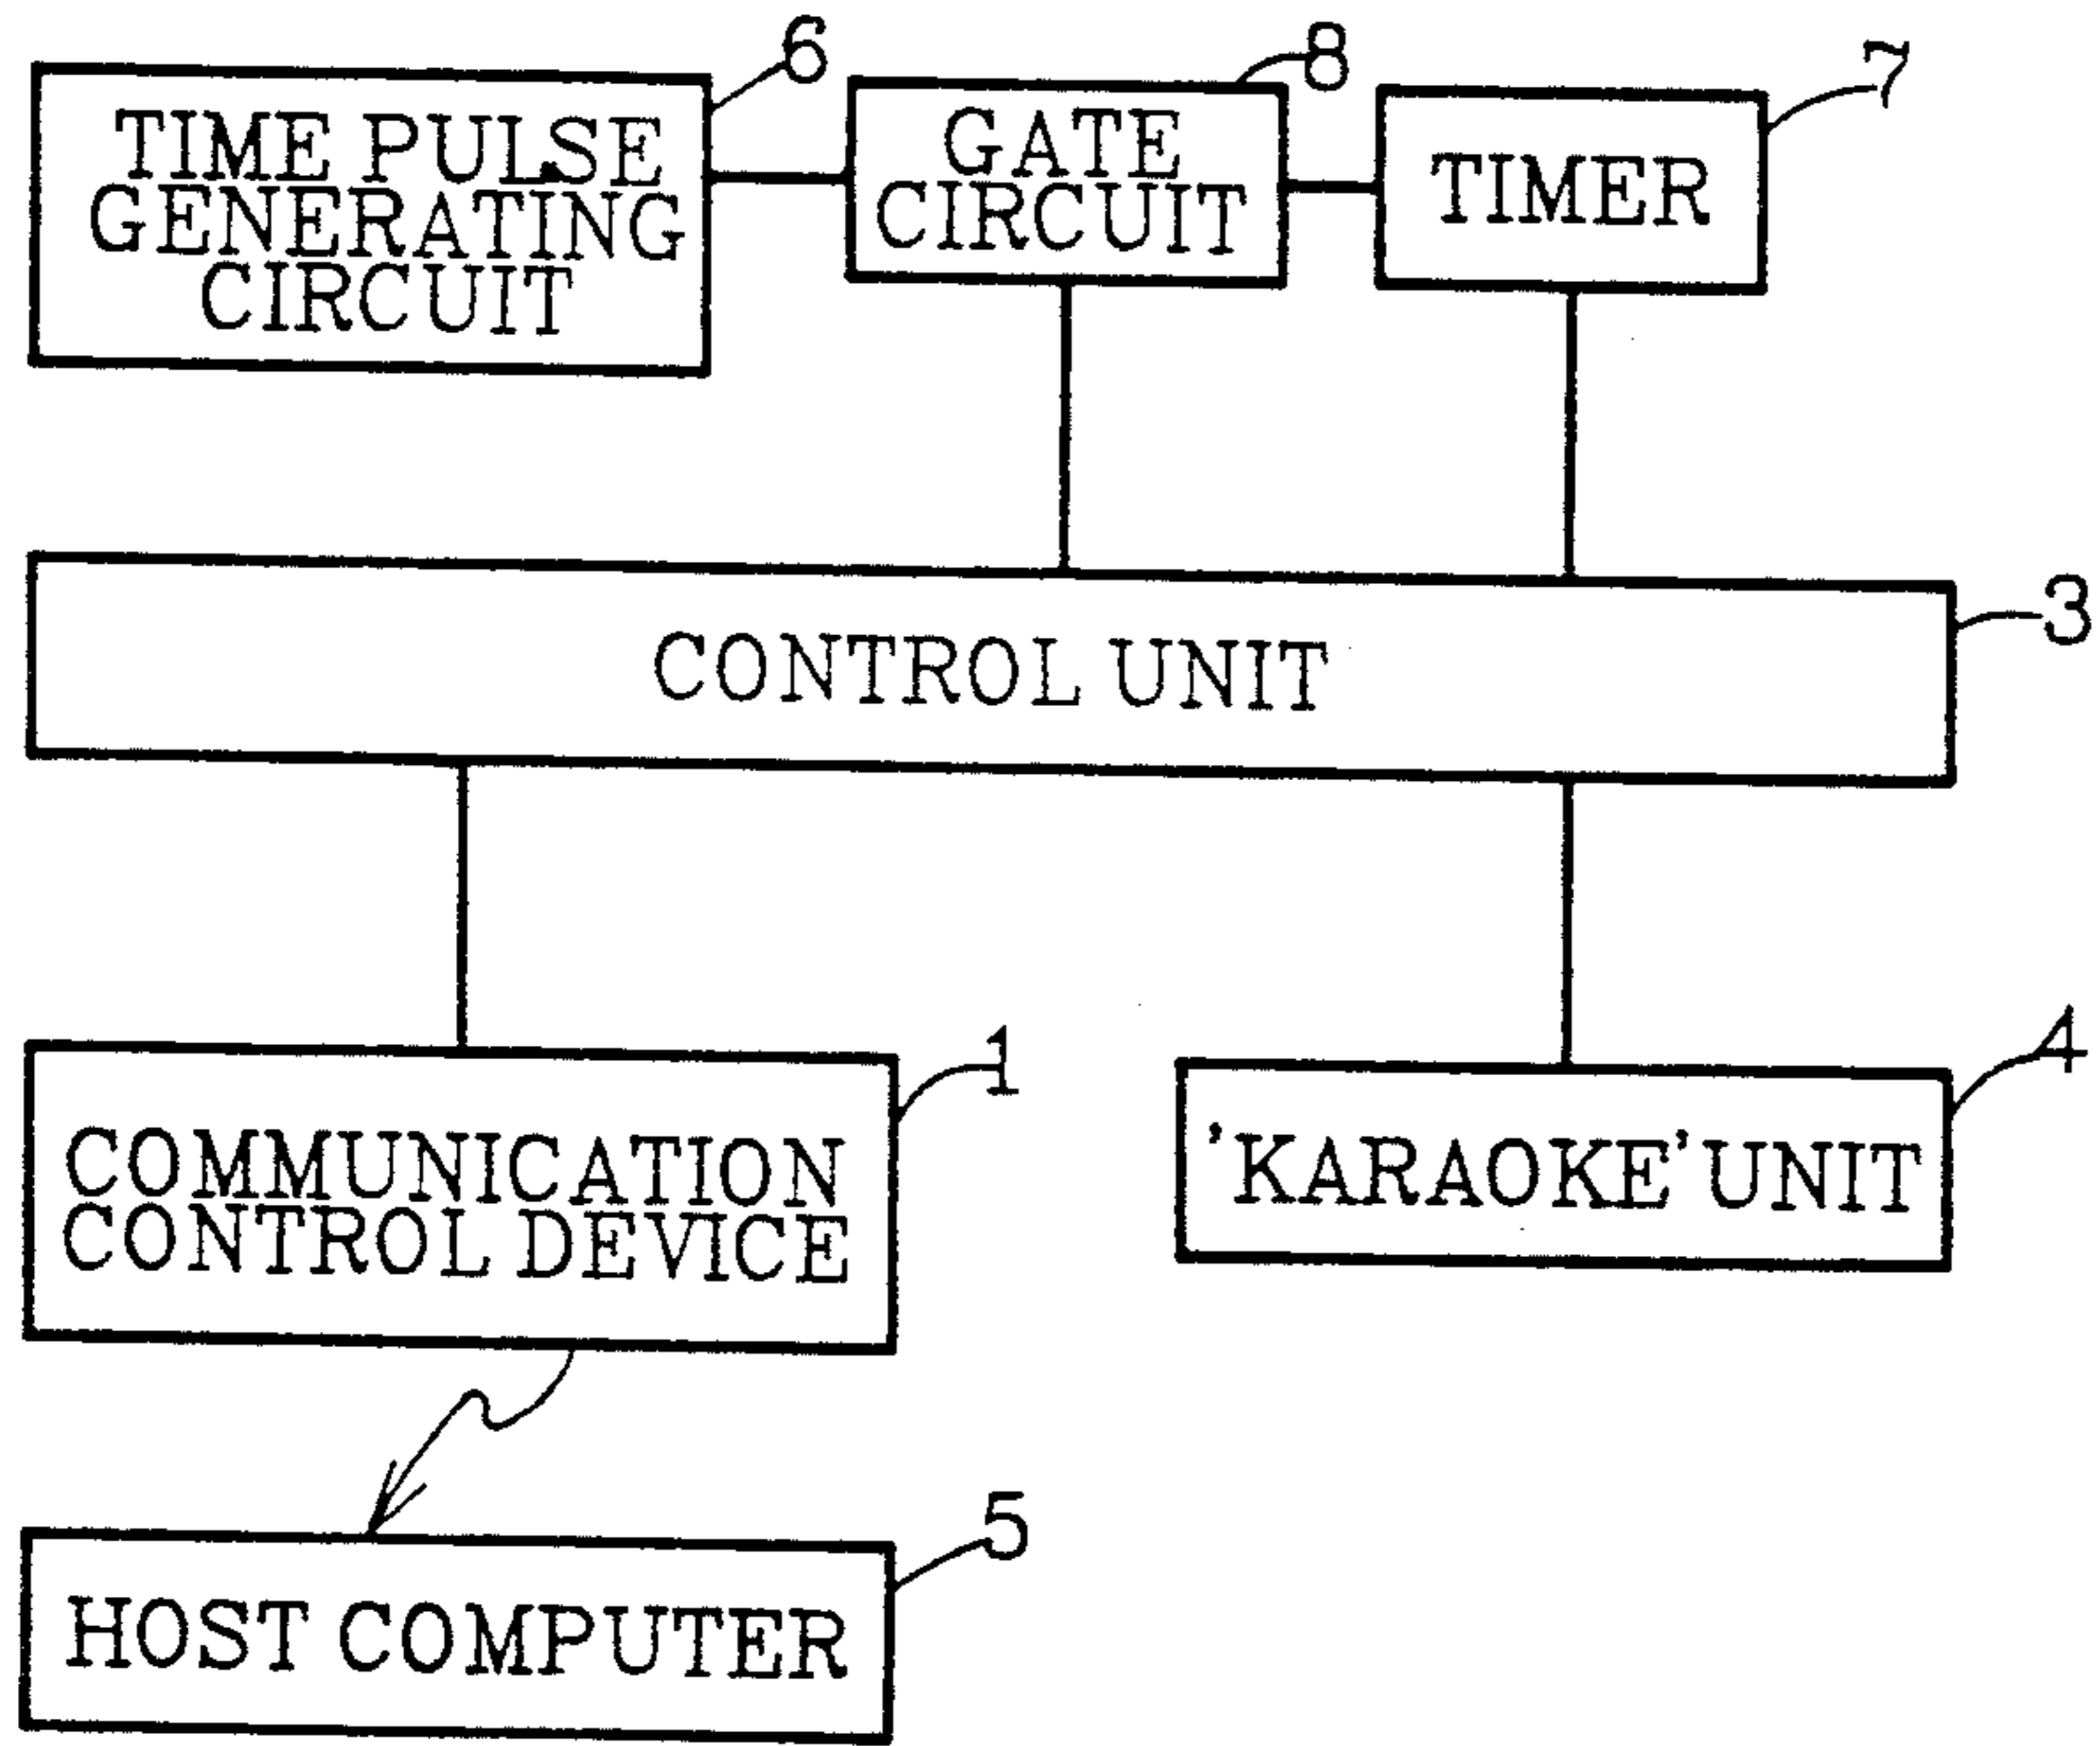 6
8
7
TIME PULSE
GENERATING
CIRCUIT
GATE
CIRCUIT
TIMER
3
CONTROL UNIT
1
4
COMMUNICATION
CONTROL DEVICE
'KARAOKE' UNIT
5
HOST COMPUTER